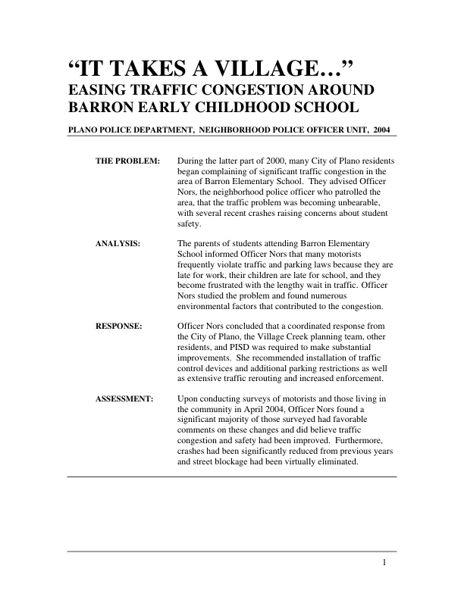 “IT TAKES A VILLAGE…”
EASING TRAFFIC CONGESTION AROUND
BARRON EARLY CHILDHOOD SCHOOL
PLANO POLICE DEPARTMENT, NEIGHBORHOOD POLICE OFFICER UNIT, 2004
THE PROBLEM: During the latter part of 2000, many City of Plano residents
began complaining of significant traffic congestion in the
area of Barron Elementary School. They advised Officer
Nors, the neighborhood police officer who patrolled the
area, that the traffic problem was becoming unbearable,
with several recent crashes raising concerns about student
safety.
ANALYSIS: The parents of students attending Barron Elementary
School informed Officer Nors that many motorists
frequently violate traffic and parking laws because they are
late for work, their children are late for school, and they
become frustrated with the lengthy wait in traffic. Officer
Nors studied the problem and found numerous
environmental factors that contributed to the congestion.
RESPONSE: Officer Nors concluded that a coordinated response from
the City of Plano, the Village Creek planning team, other
residents, and PISD was required to make substantial
improvements. She recommended installation of traffic
control devices and additional parking restrictions as well
as extensive traffic rerouting and increased enforcement.
ASSESSMENT: Upon conducting surveys of motorists and those living in
the community in April 2004, Officer Nors found a
significant majority of those surveyed had favorable
comments on these changes and did believe traffic
congestion and safety had been improved. Furthermore,
crashes had been significantly reduced from previous years
and street blockage had been virtually eliminated.
1